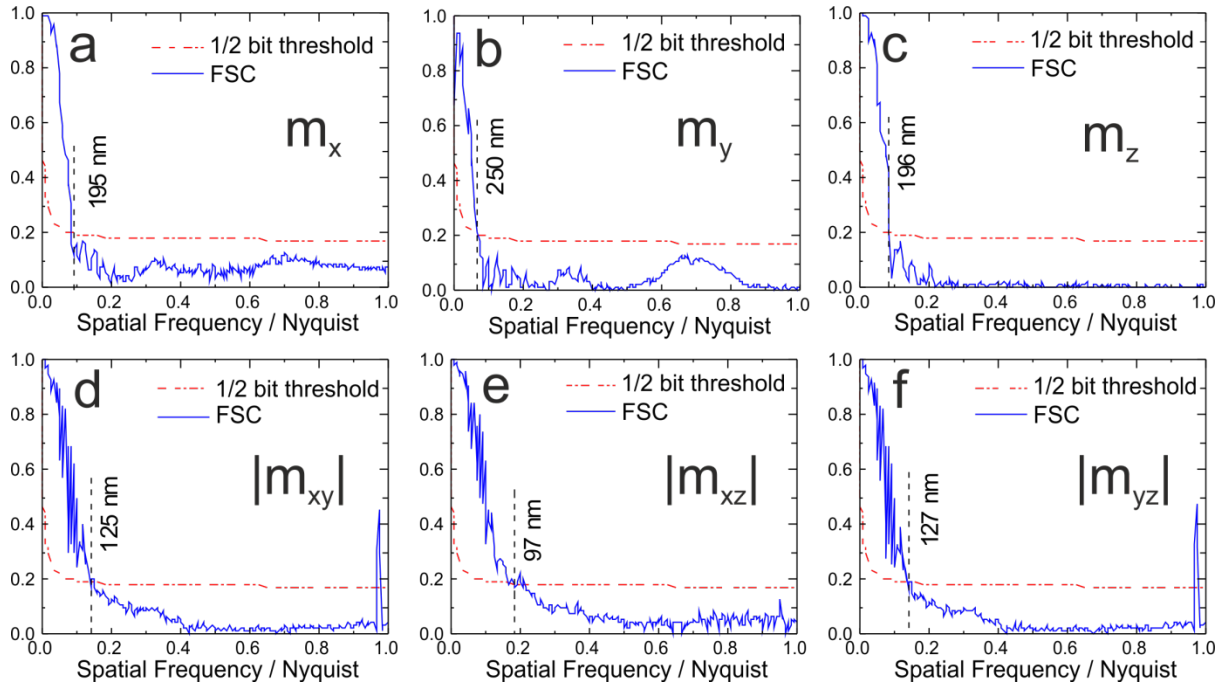 a
1/2 bit threshold
FSC
m_x
195 nm
1.0
0.8
0.6
0.4
0.2
0.0
0.0 0.2 0.4 0.6 0.8 1.0
Spatial Frequency / Nyquist
b
1/2 bit threshold
FSC
m_y
250 nm
1.0
0.8
0.6
0.4
0.2
0.0
0.0 0.2 0.4 0.6 0.8 1.0
Spatial Frequency / Nyquist
c
1/2 bit threshold
FSC
m_z
196 nm
1.0
0.8
0.6
0.4
0.2
0.0
0.0 0.2 0.4 0.6 0.8 1.0
Spatial Frequency / Nyquist
d
1/2 bit threshold
FSC
|m_xy|
125 nm
1.0
0.8
0.6
0.4
0.2
0.0
0.0 0.2 0.4 0.6 0.8 1.0
Spatial Frequency / Nyquist
e
1/2 bit threshold
FSC
|m_xz|
97 nm
1.0
0.8
0.6
0.4
0.2
0.0
0.0 0.2 0.4 0.6 0.8 1.0
Spatial Frequency / Nyquist
f
1/2 bit threshold
FSC
|m_yz|
127 nm
1.0
0.8
0.6
0.4
0.2
0.0
0.0 0.2 0.4 0.6 0.8 1.0
Spatial Frequency / Nyquist